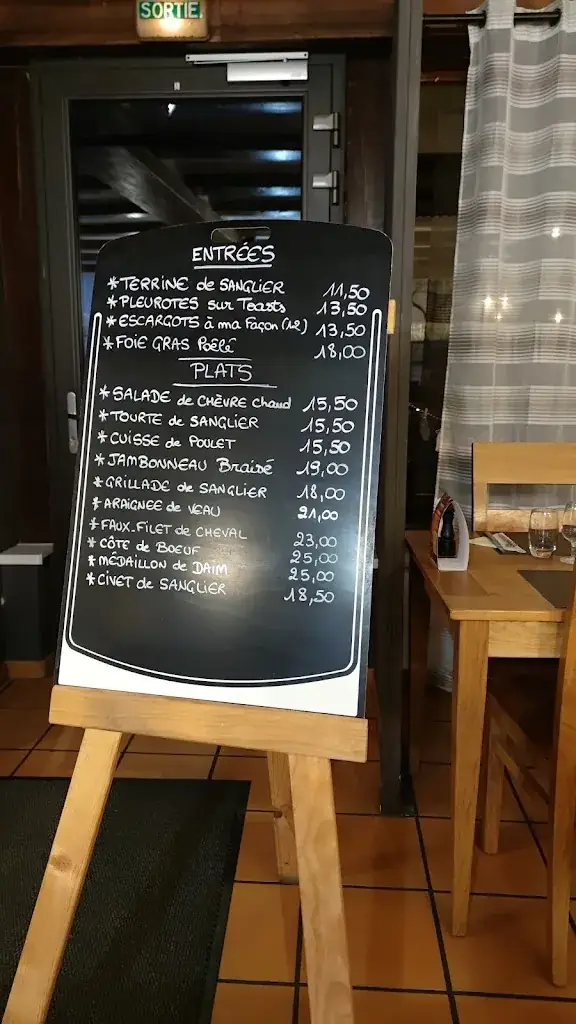 SORTIE
ENTRÉES
*TERRINE de SANGLIER 11,50
*PLEUROTES sur Toasts 13,50
*ESCARGOTS à ma Façon (12) 13,50
*FOIE GRAS Poêlé 18,00
PLATS
*SALADE de CHÈVRE chaud 15,50
*TOURTE de SANGLIER 15,50
*CUISSE de POULET 15,50
*JAMBONNEAU Braisé 19,00
*GRILLADE de SANGLIER 18,00
*ARAIGNEE de VEAU 21,00
*FAUX-FILET de CHEVAL 23,00
*CÔTE de BOEUF 25,00
*MÉDAILLON de DAIM 25,00
*CIVET de SANGLIER 18,50